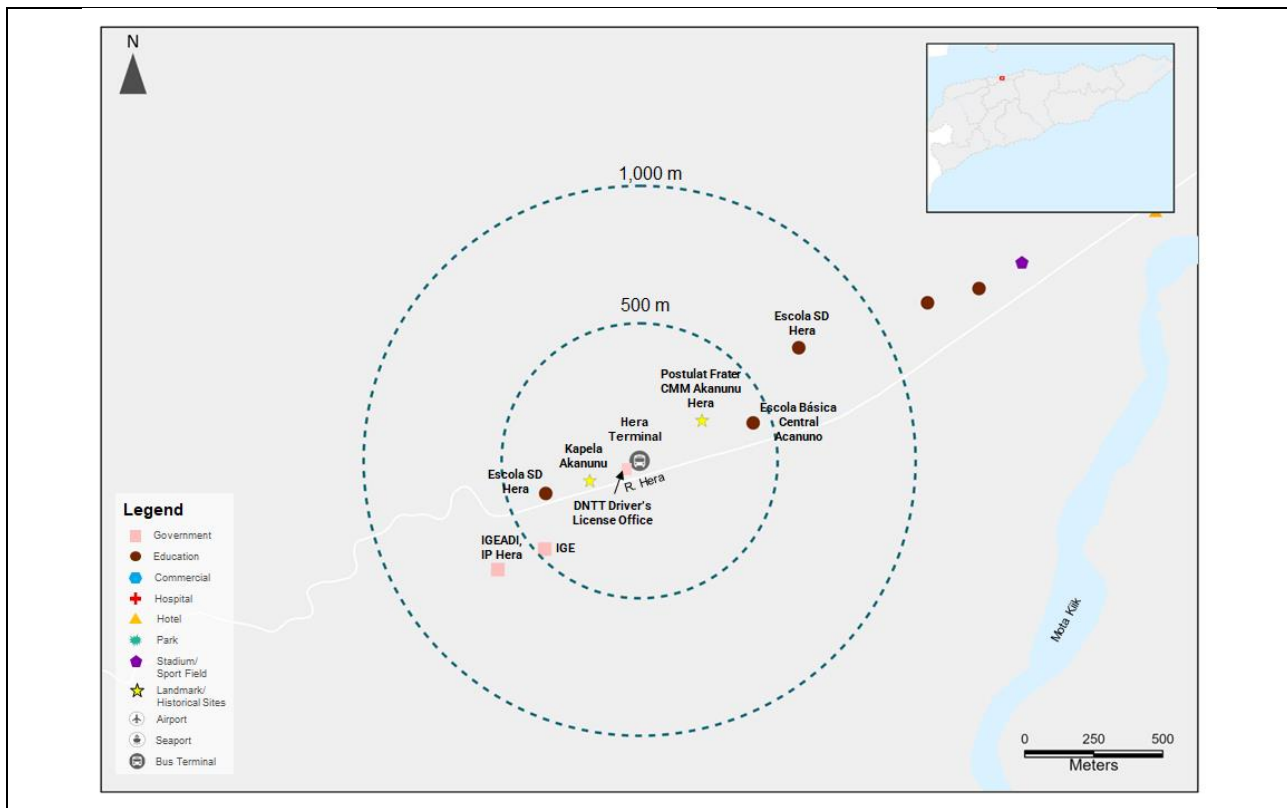 N
1,000 m
500 m
Escola SD
Hera
Postulat Frater
CMM Akanunu
Hera
Escola Básica
Central
Acanuno
Hera
Terminal
Kapela
Akanunu
Escola SD
Hera
R. Hera
DNTT Driver's
License Office
IGEADI,
IP Hera
IGE
Mota Kiik
Legend
Government
Education
Commercial
Hospital
Hotel
Park
Stadium/
Sport Field
Landmark/
Historical Sites
Airport
Seaport
Bus Terminal
0 250 500
Meters